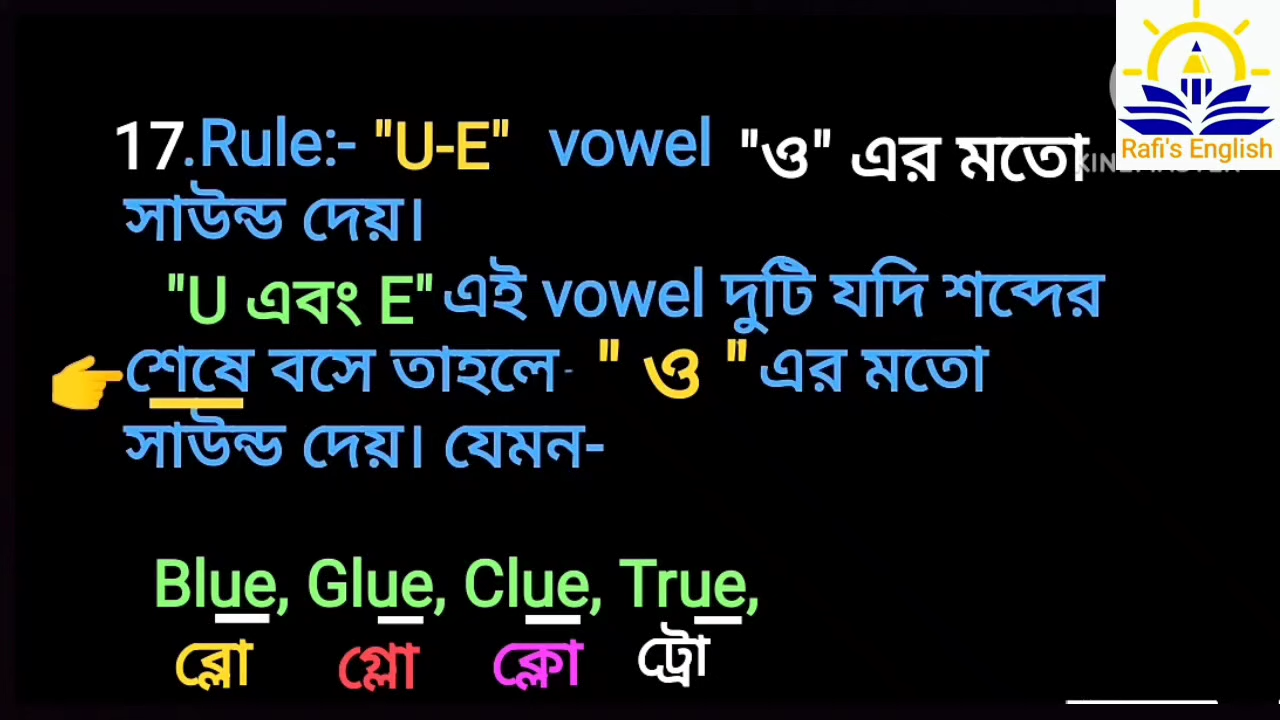 17.Rule:- "U-E" vowel "ও" এর মতো
সাউন্ড দেয়।
"U এবং E" এই vowel দুটি যদি শব্দের
শেষে বসে তাহলে- " ও " এর মতো
সাউন্ড দেয়। যেমন-
Blue, Glue, Clue, True,
ব্লো গ্লো ক্লো ট্রো
Rafi's English
KINEMASTER